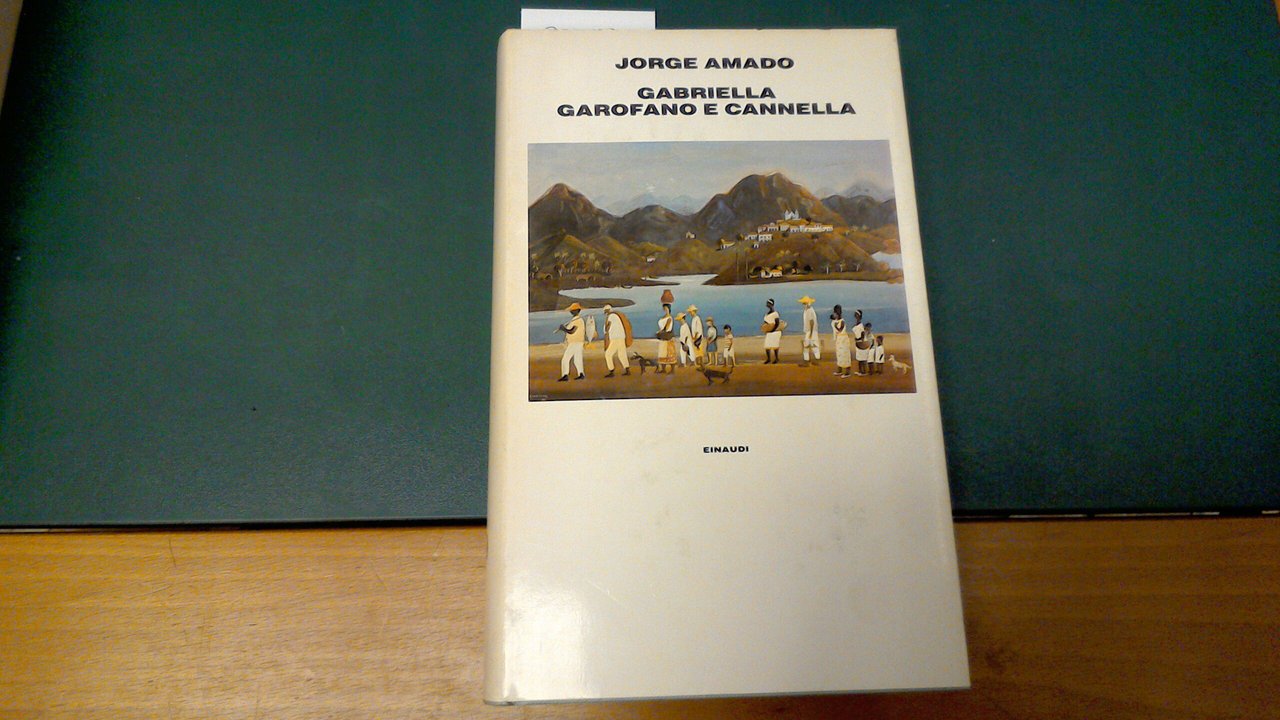 JORGE AMADO
GABRIELLA
GAROFANO E CANNELLA
EINAUDI